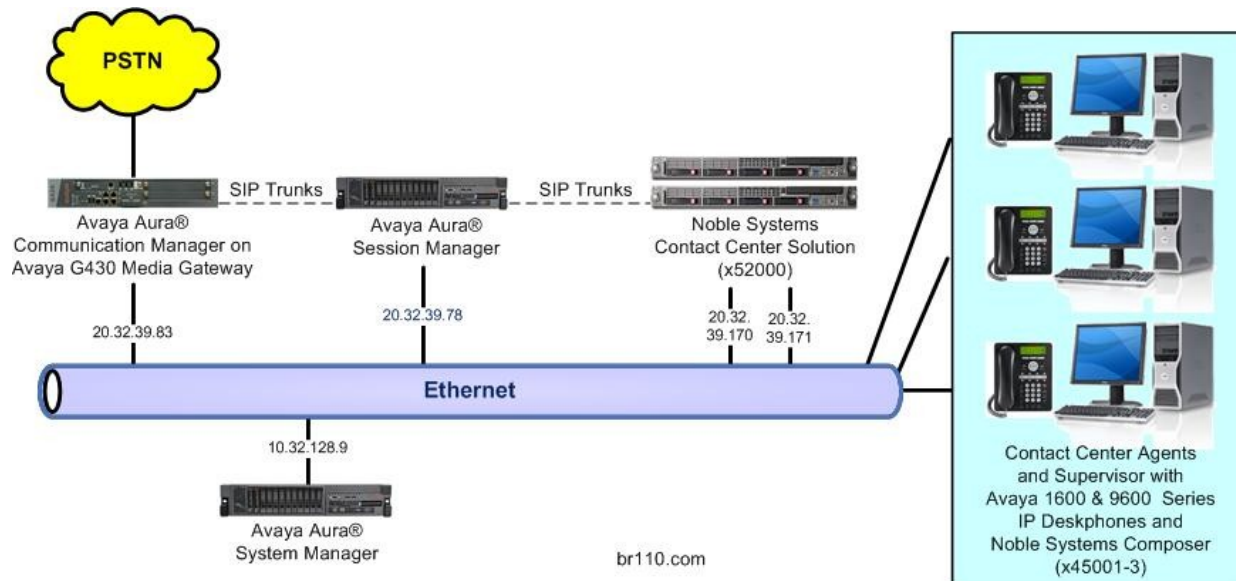 PSTN
SIP Trunks
SIP Trunks
Avaya Aura®
Communication Manager on
Avaya G430 Media Gateway
Avaya Aura®
Session Manager
Noble Systems
Contact Center Solution
(x52000)
20.32.39.83
20.32.39.78
20.32.
39.170
20.32.
39.171
Ethernet
10.32.128.9
Avaya Aura®
System Manager
br110.com
Contact Center Agents
and Supervisor with
Avaya 1600 & 9600 Series
IP Deskphones and
Noble Systems Composer
(x45001-3)